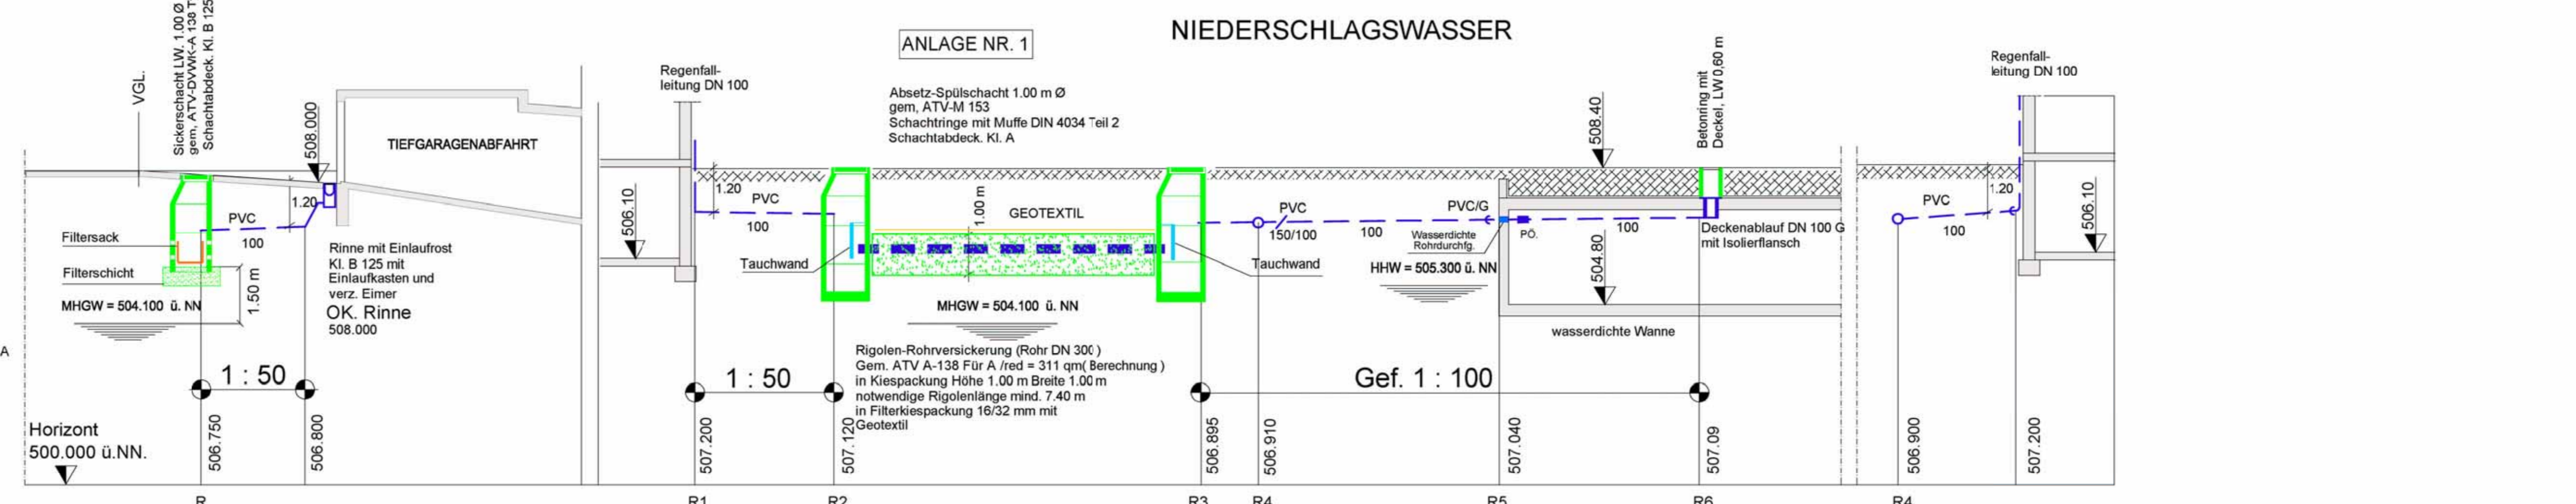 NIEDERSCHLAGSWASSER
ANLAGE NR. 1
Sickerschacht LW. 1.00 Ø
gem, ATV-DVWK-A 138
Schachtabdeck. Kl. B 125
VGL.
508.000
TIEFGARAGENABFAHRT
1.20
PVC
100
Filtersack
Filterschicht
MHGW = 504.100 ü. NN
1.50 m
Rinne mit Einlaufrost
Kl. B 125 mit
Einlaufkasten und
verz. Eimer
OK. Rinne
508.000
A
1 : 50
Horizont
500.000 ü.NN.
506.750
506.800
R
Regenfall-
leitung DN 100
506.10
1.20
PVC
100
Absetz-Spülschacht 1.00 m Ø
gem, ATV-M 153
Schachtringe mit Muffe DIN 4034 Teil 2
Schachtabdeck. Kl. A
1.00 m
GEOTEXTIL
Tauchwand
Tauchwand
MHGW = 504.100 ü. NN
Rigolen-Rohrversickerung (Rohr DN 300 )
Gem. ATV A-138 Für A /red = 311 qm( Berechnung )
in Kiespackung Höhe 1.00 m Breite 1.00 m
notwendige Rigolenlänge mind. 7.40 m
in Filterkiespackung 16/32 mm mit
Geotextil
1 : 50
507.200
507.120
R1
R2
PVC
150/100
100
PVC/G
Wasserdichte
Rohrdurchfg.
PÖ.
HHW = 505.300 ü. NN
508.40
504.80
100
Betonring mit
Deckel, LW 0,60 m
Deckenablauf DN 100 G
mit Isolierflansch
wasserdichte Wanne
Gef. 1 : 100
506.895
506.910
507.040
507.09
R3
R4
R5
R6
Regenfall-
leitung DN 100
1.20
PVC
100
506.10
506.900
507.200
R4